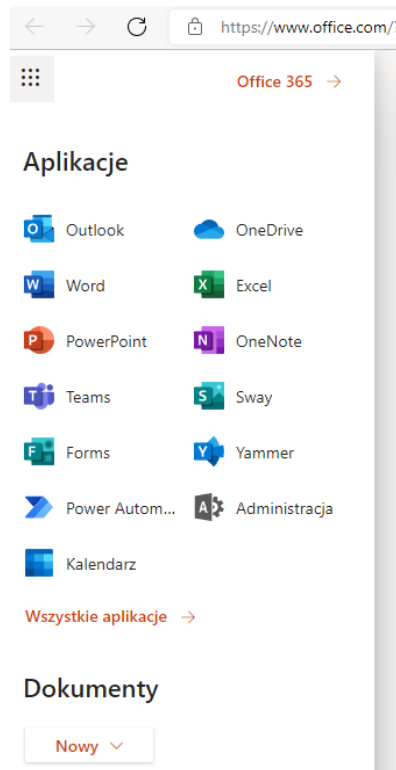 https://www.office.com/
Office 365 →
Aplikacje
Outlook
OneDrive
Word
Excel
PowerPoint
OneNote
Teams
Sway
Forms
Yammer
Power Autom...
Administracja
Kalendarz
Wszystkie aplikacje →
Dokumenty
Nowy